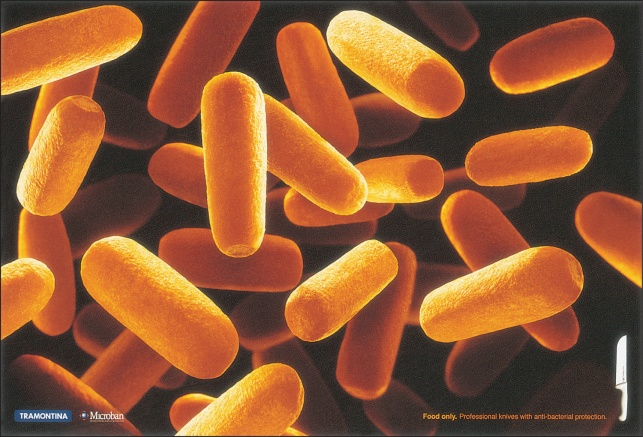 TRAMONTINA
Microban
Food only. Professional knives with anti-bacterial protection.